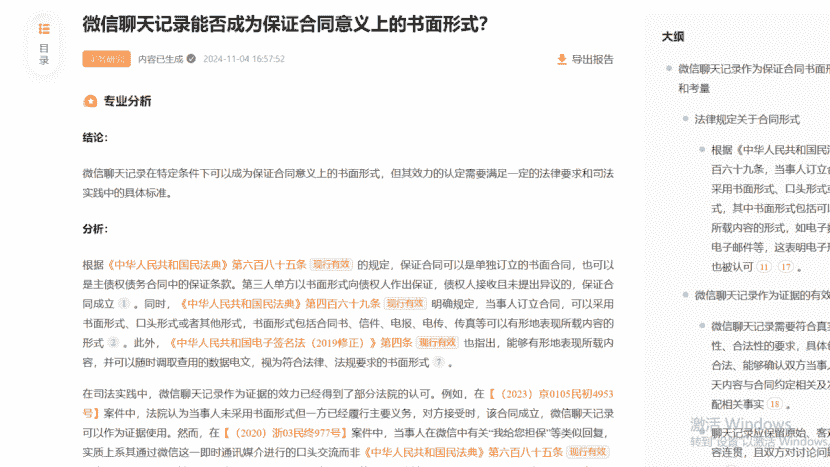 微信聊天记录能否成为保证合同意义上的书面形式?
目
录
实务研究 内容已生成 2024-11-04 16:57:52 导出报告
专业分析
结论:
微信聊天记录在特定条件下可以成为保证合同意义上的书面形式,但其效力的认定需要满足一定的法律要求和司法
实践中的具体标准。
分析:
根据《中华人民共和国民法典》第六百八十五条 现行有效 的规定,保证合同可以是单独订立的书面合同,也可以
是主债权债务合同中的保证条款。第三人单方以书面形式向债权人作出保证,债权人接收且未提出异议的,保证合
同成立 1 。同时,《中华人民共和国民法典》第四百六十九条 现行有效 明确规定,当事人订立合同,可以采用
书面形式、口头形式或者其他形式,书面形式包括合同书、信件、电报、电传、传真等可以有形地表现所载内容的
形式 2 。此外,《中华人民共和国电子签名法(2019修正)》第四条 现行有效 也指出,能够有形地表现所载内
容,并可以随时调取查用的数据电文,视为符合法律、法规要求的书面形式 7 。
在司法实践中,微信聊天记录作为证据的效力已经得到了部分法院的认可。例如,在【(2023)京0105民初4953
号】案件中,法院认为当事人未采用书面形式但一方已经履行主要义务,对方接受时,该合同成立,微信聊天记录
可以作为证据使用。然而,在【(2020)浙03民终977号】案件中,当事人在微信中有关“我给您担保”等类似回复,
实质上系其通过微信这一即时通讯媒介进行的口头交流而非《中华人民共和国民法典》第六百八十五条 现行有效
大纲
微信聊天记录作为保证合同书面形
和考量
法律规定关于合同形式
根据《中华人民共和国民
百六十九条,当事人订立合
采用书面形式、口头形式或
式,其中书面形式包括可以
所载内容的形式,如电子
电子邮件等,这表明电子形
也被认可 11 17 。
微信聊天记录作为证据的有效
微信聊天记录需要符合真实
性、合法性的要求,具体
合法、能够确认双方当事人
天内容与合同约定相关及
配相关事实 18 。
激活 Windows
聊天记录应保留原始、客
转到“设置”以激活 Windows
容连贯,且双方对讨论问